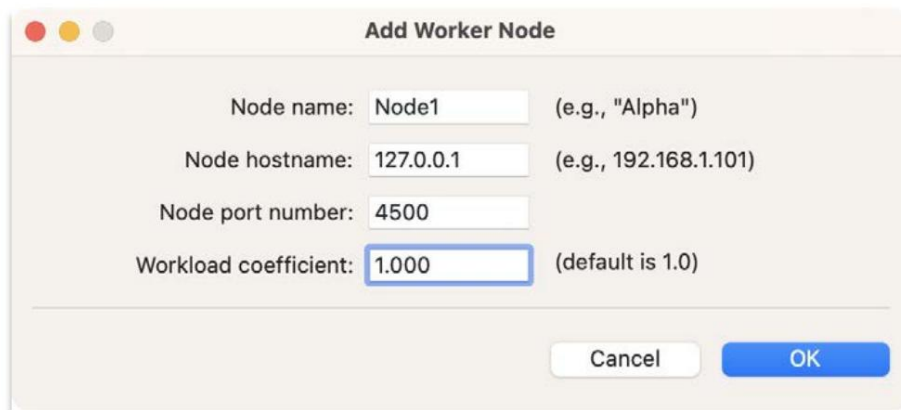 Add Worker Node
Node name: Node1 (e.g., "Alpha")
Node hostname: 127.0.0.1 (e.g., 192.168.1.101)
Node port number: 4500
Workload coefficient: 1.000 (default is 1.0)
Cancel OK